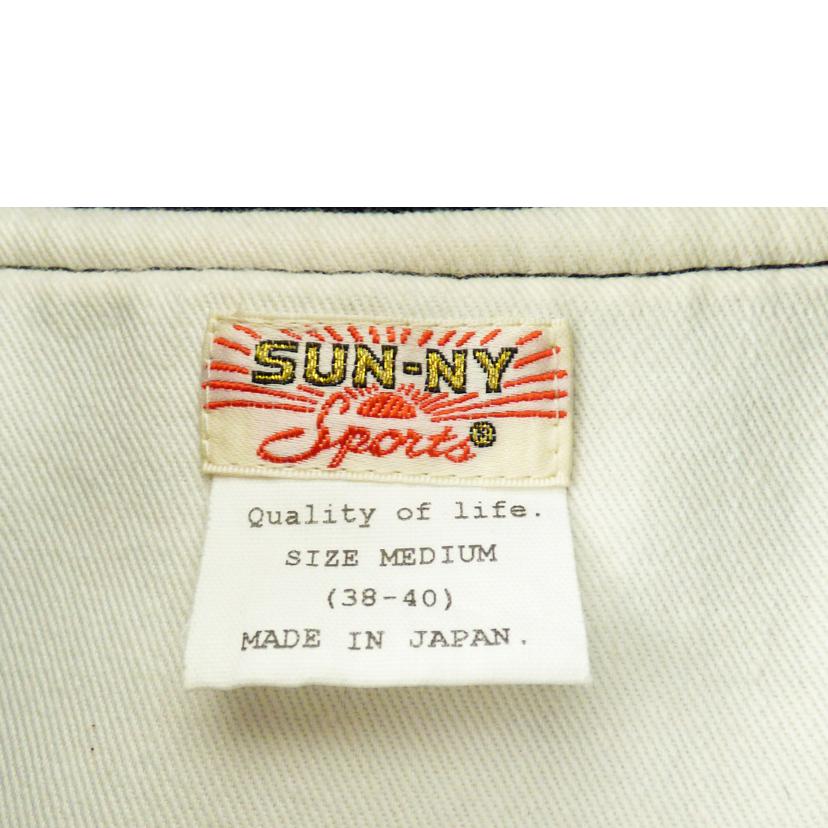 SUN-NY
Sports®
Quality of life.
SIZE MEDIUM
(38-40)
MADE IN JAPAN.